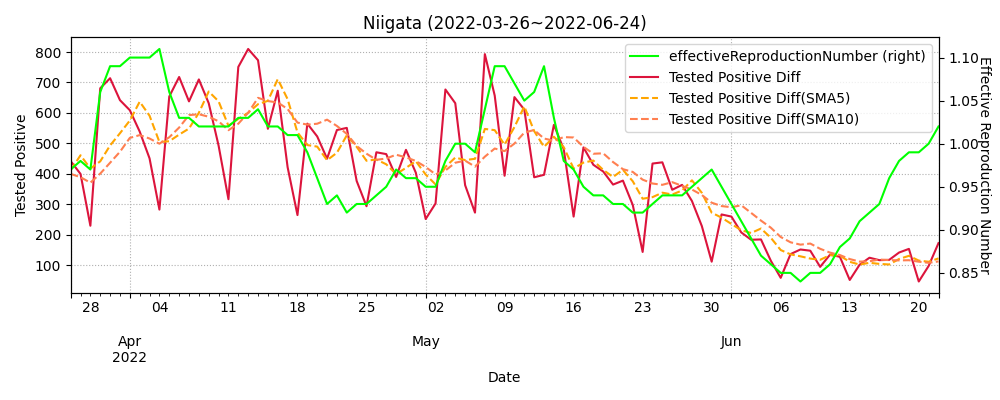 Niigata (2022-03-26~2022-06-24)
effectiveReproductionNumber (right)
Tested Positive Diff
Tested Positive Diff(SMA5)
Tested Positive Diff(SMA10)
Tested Positive
800
700
600
500
400
300
200
100
Effective Reproduction Number
1.10
1.05
1.00
0.95
0.90
0.85
28 04 11 18 25 02 09 16 23 30 06 13 20
Apr May Jun
2022
Date